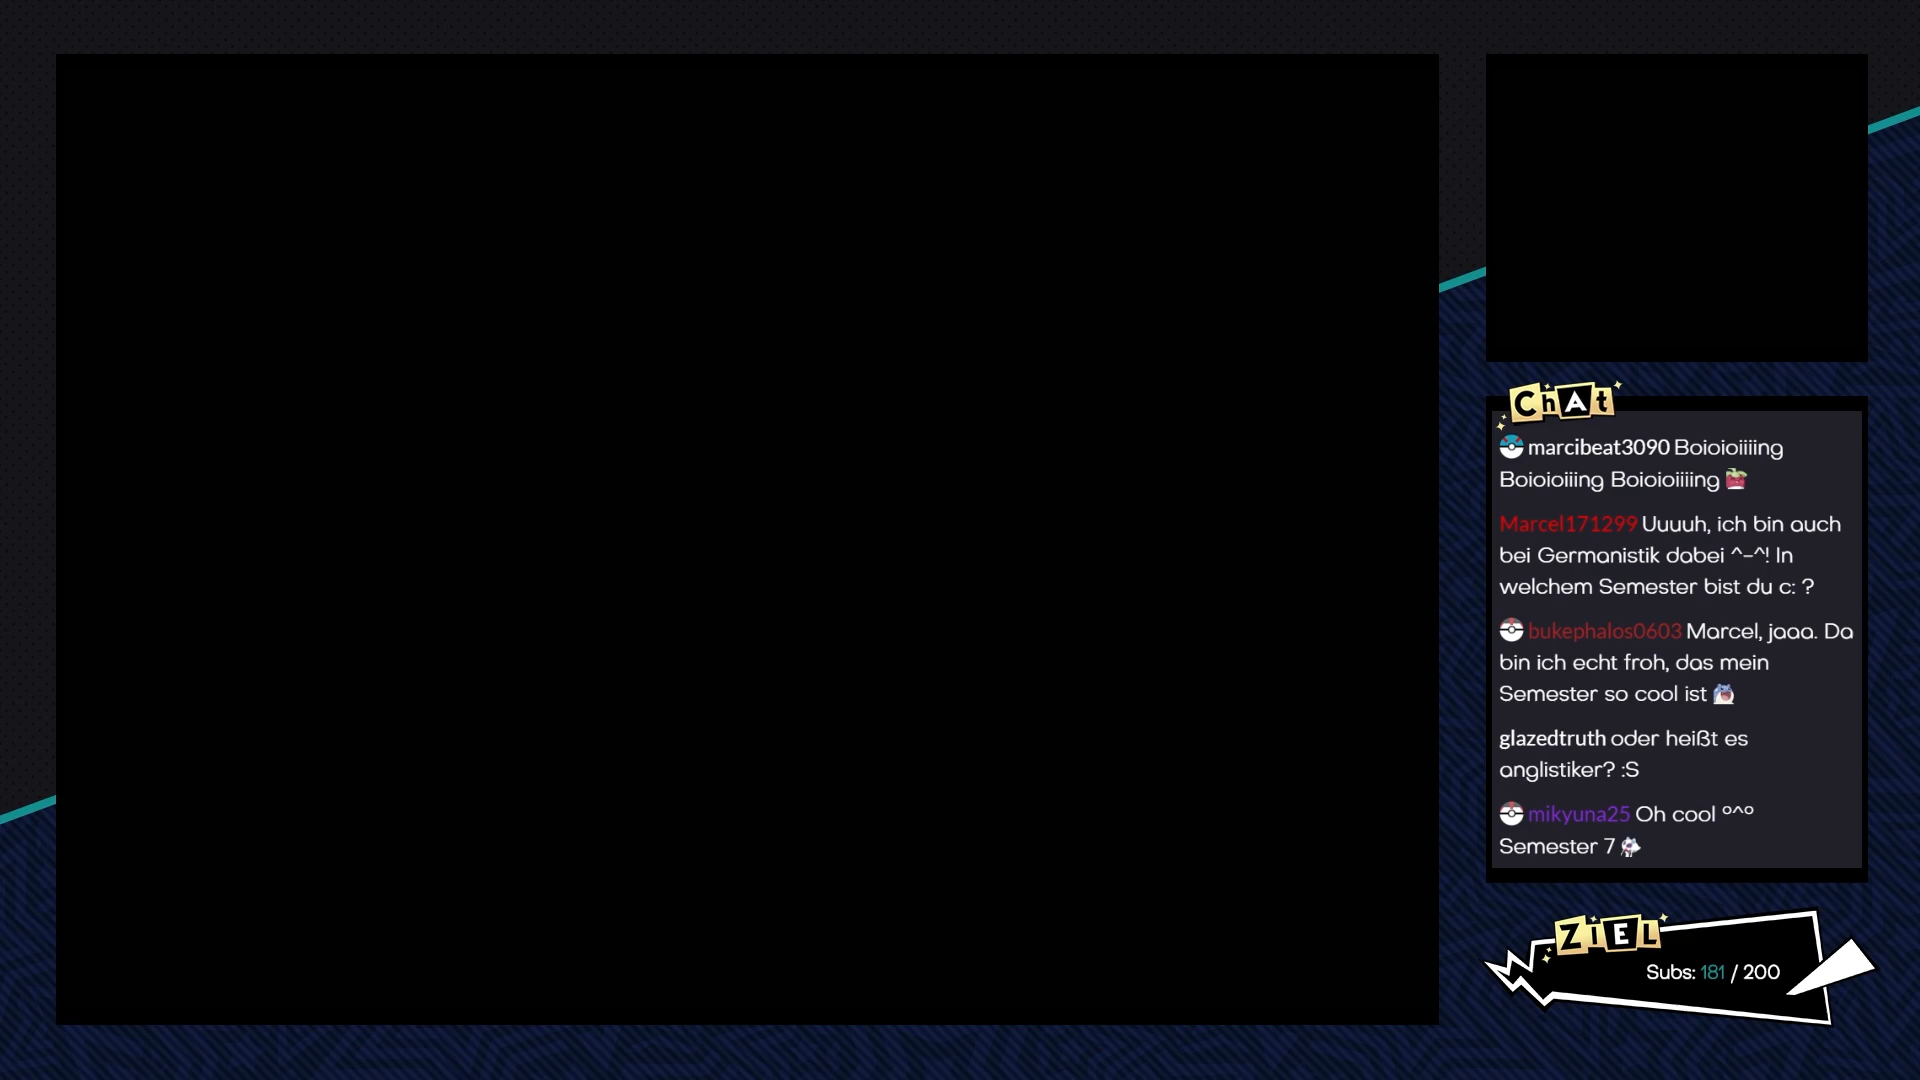 ChAt
marcibeat3090 Boioioiiiing
Boioioiiing Boioioiiiing
Marcel171299 Uuuuh, ich bin auch
bei Germanistik dabei ^-^! In
welchem Semester bist du c: ?
bukephalos0603 Marcel, jaaa. Da
bin ich echt froh, das mein
Semester so cool ist
glazedtruth oder heißt es
anglistiker? :S
mikyuna25 Oh cool º^º
Semester 7
ZiEL
Subs: 181 / 200